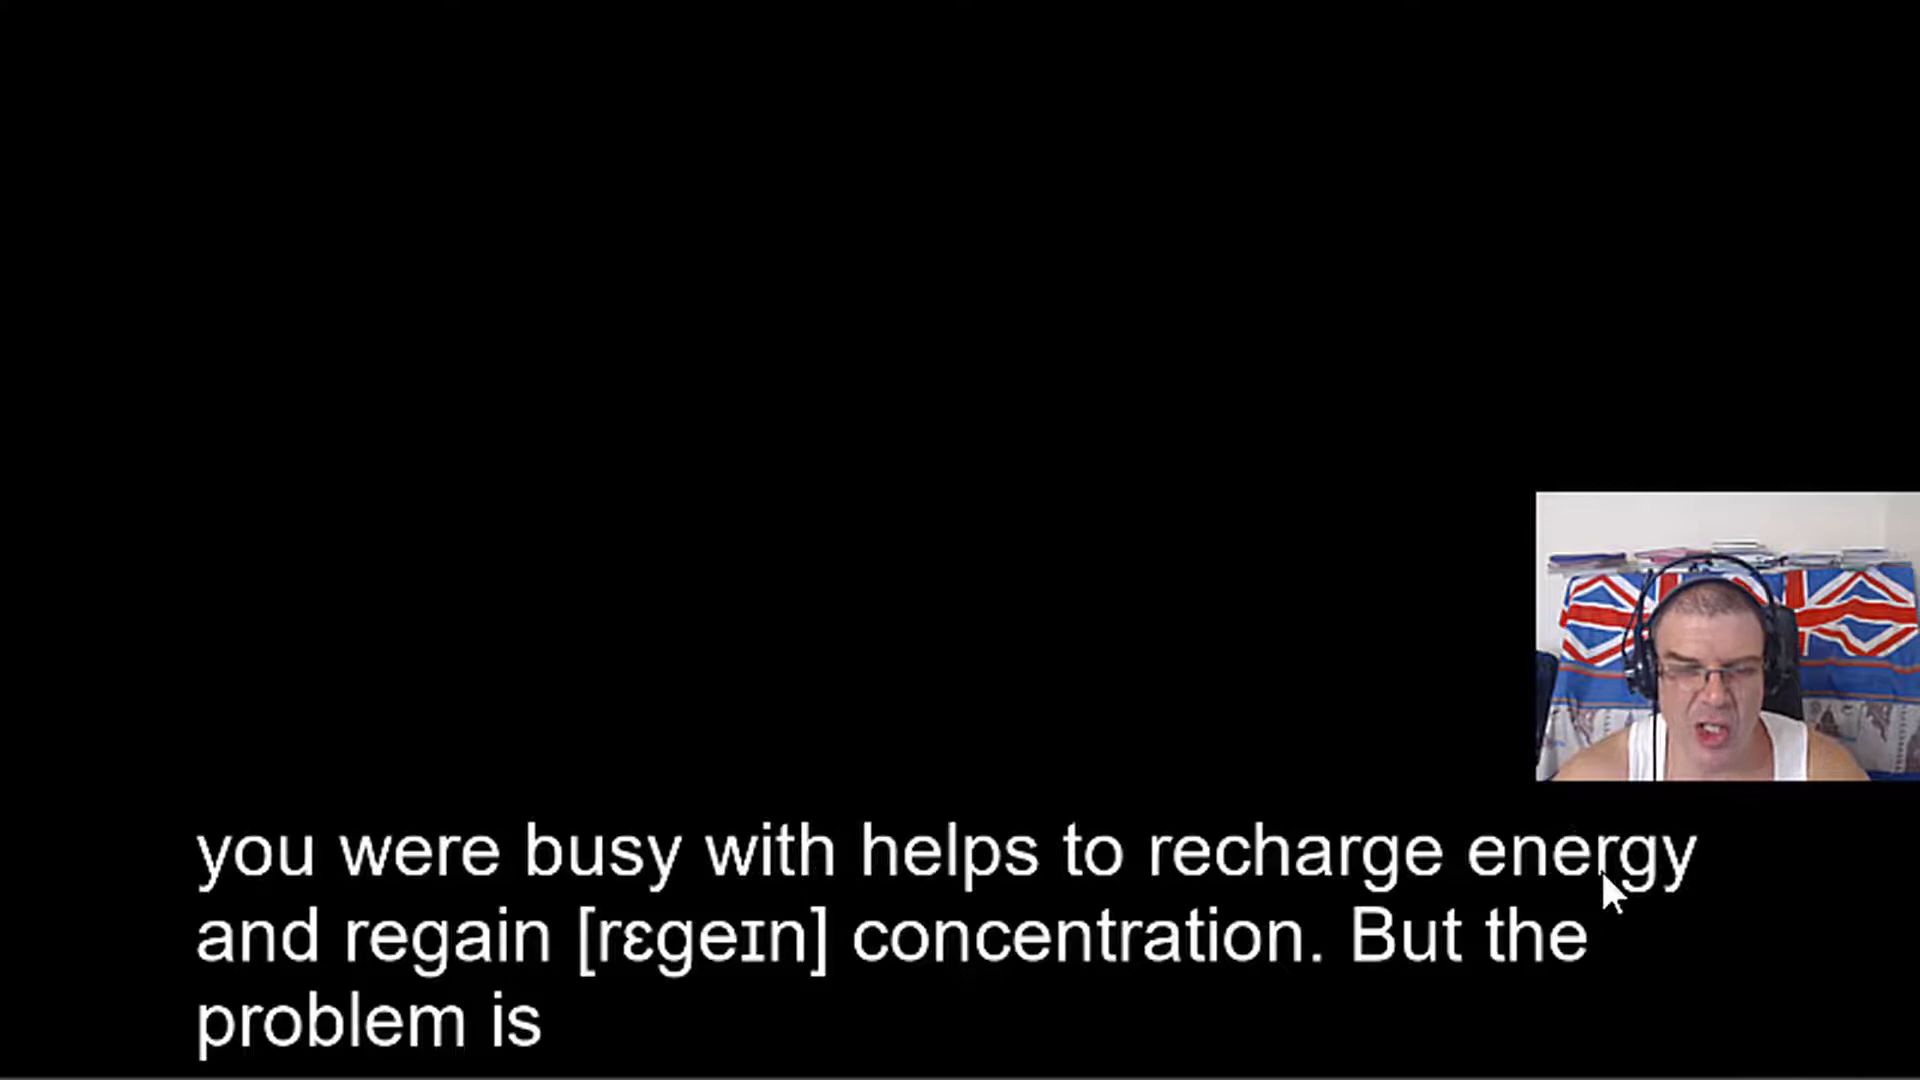 you were busy with helps to recharge energy
and regain [rɛgeɪn] concentration. But the
problem is